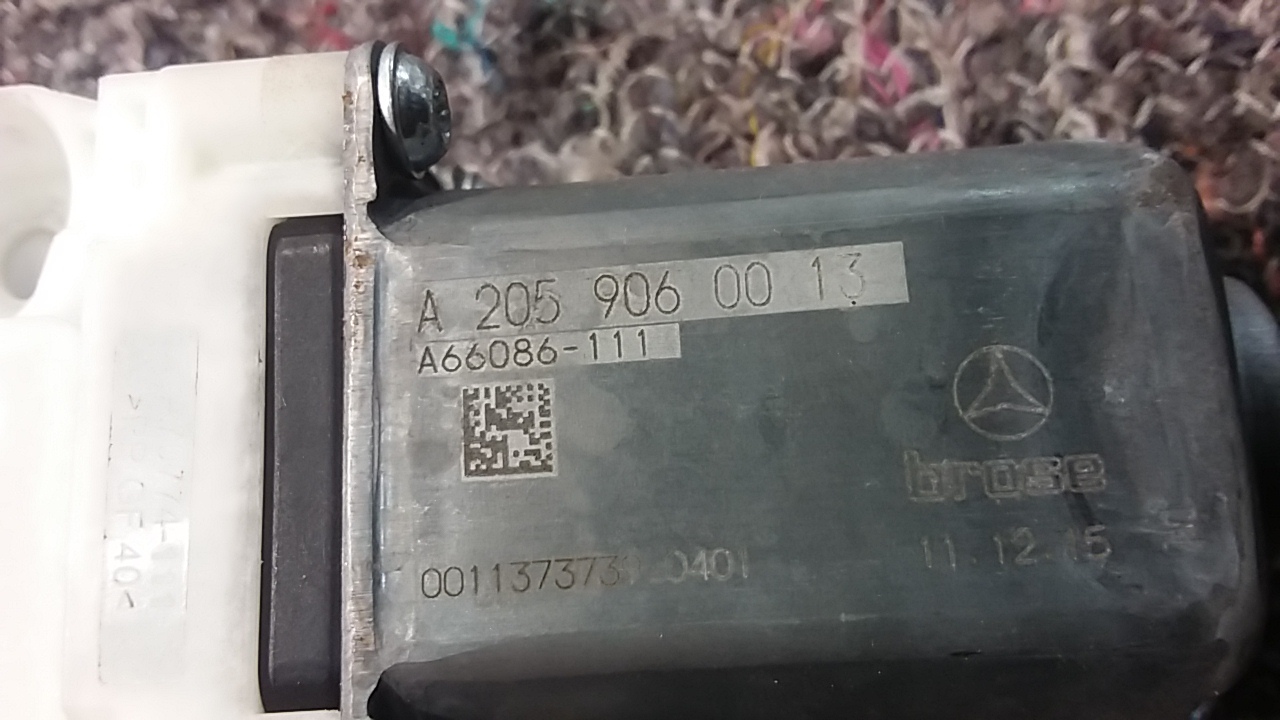 A 205 906 00 13
A66086-111
brose
11.12.15